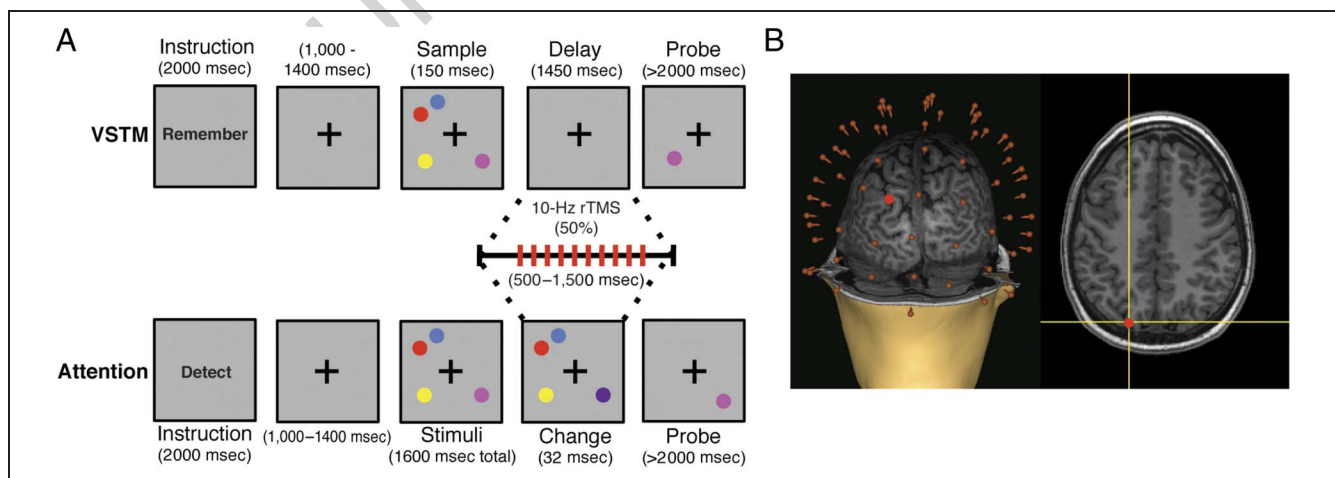 A
B
Instruction
(2000 msec)
(1,000 -
1400 msec)
Sample
(150 msec)
Delay
(1450 msec)
Probe
(>2000 msec)
VSTM
Remember
10-Hz rTMS
(50%)
(500–1,500 msec)
Attention
Detect
Instruction
(2000 msec)
(1,000–1400 msec)
Stimuli
(1600 msec total)
Change
(32 msec)
Probe
(>2000 msec)